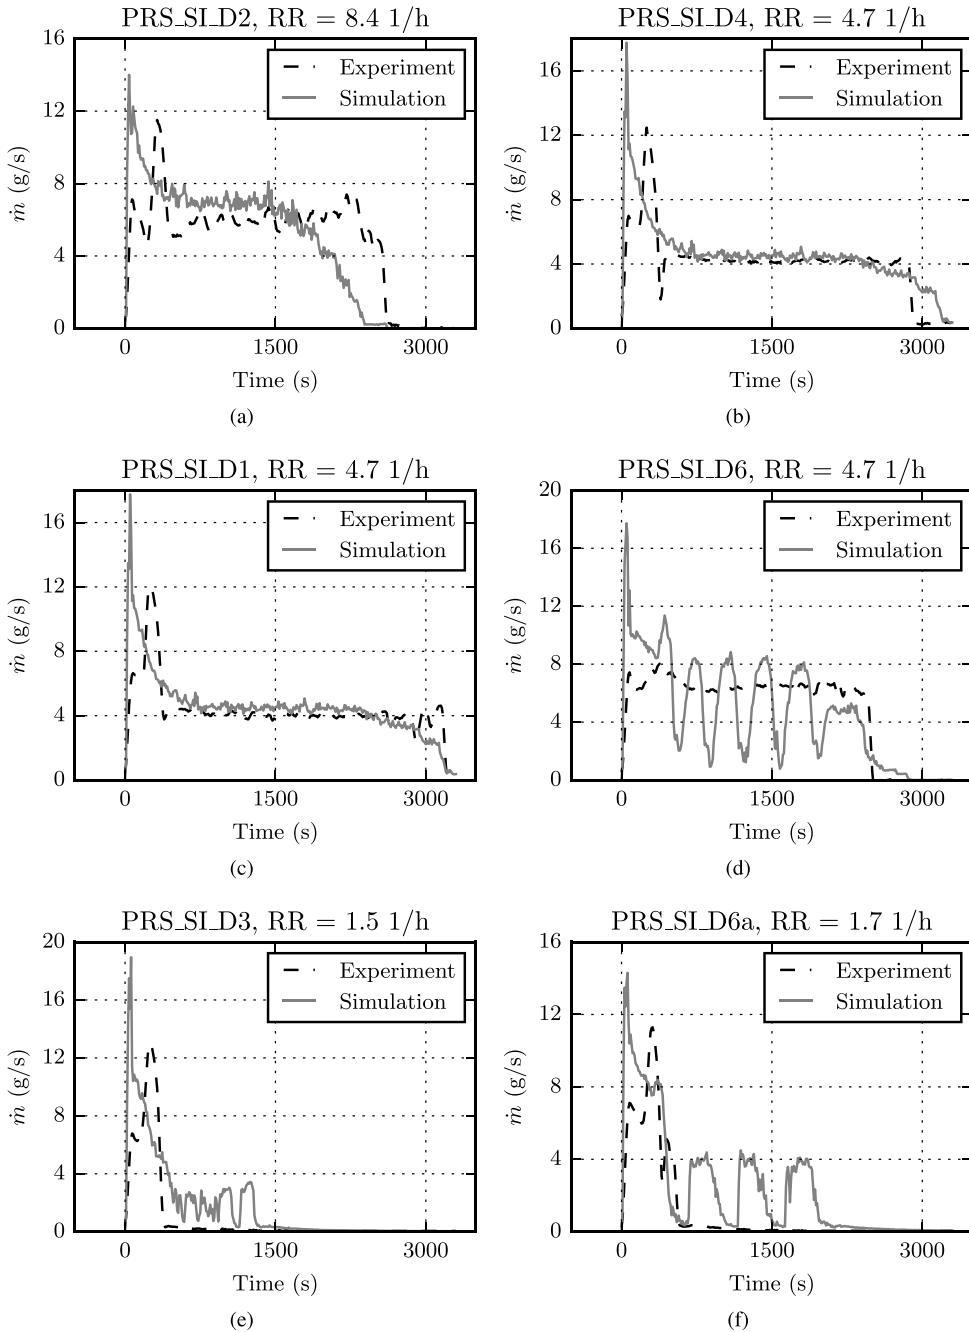 PRS_SI_D2, RR = 8.4 1/h
16
12
8
4
0
ṁ (g/s)
Experiment
Simulation
0
1500
3000
Time (s)
(a)
PRS_SI_D4, RR = 4.7 1/h
16
12
8
4
0
ṁ (g/s)
Experiment
Simulation
0
1500
3000
Time (s)
(b)
PRS_SI_D1, RR = 4.7 1/h
16
12
8
4
0
ṁ (g/s)
Experiment
Simulation
0
1500
3000
Time (s)
(c)
PRS_SI_D6, RR = 4.7 1/h
20
16
12
8
4
0
ṁ (g/s)
Experiment
Simulation
0
1500
3000
Time (s)
(d)
PRS_SI_D3, RR = 1.5 1/h
20
16
12
8
4
0
ṁ (g/s)
Experiment
Simulation
0
1500
3000
Time (s)
(e)
PRS_SI_D6a, RR = 1.7 1/h
16
12
8
4
0
ṁ (g/s)
Experiment
Simulation
0
1500
3000
Time (s)
(f)